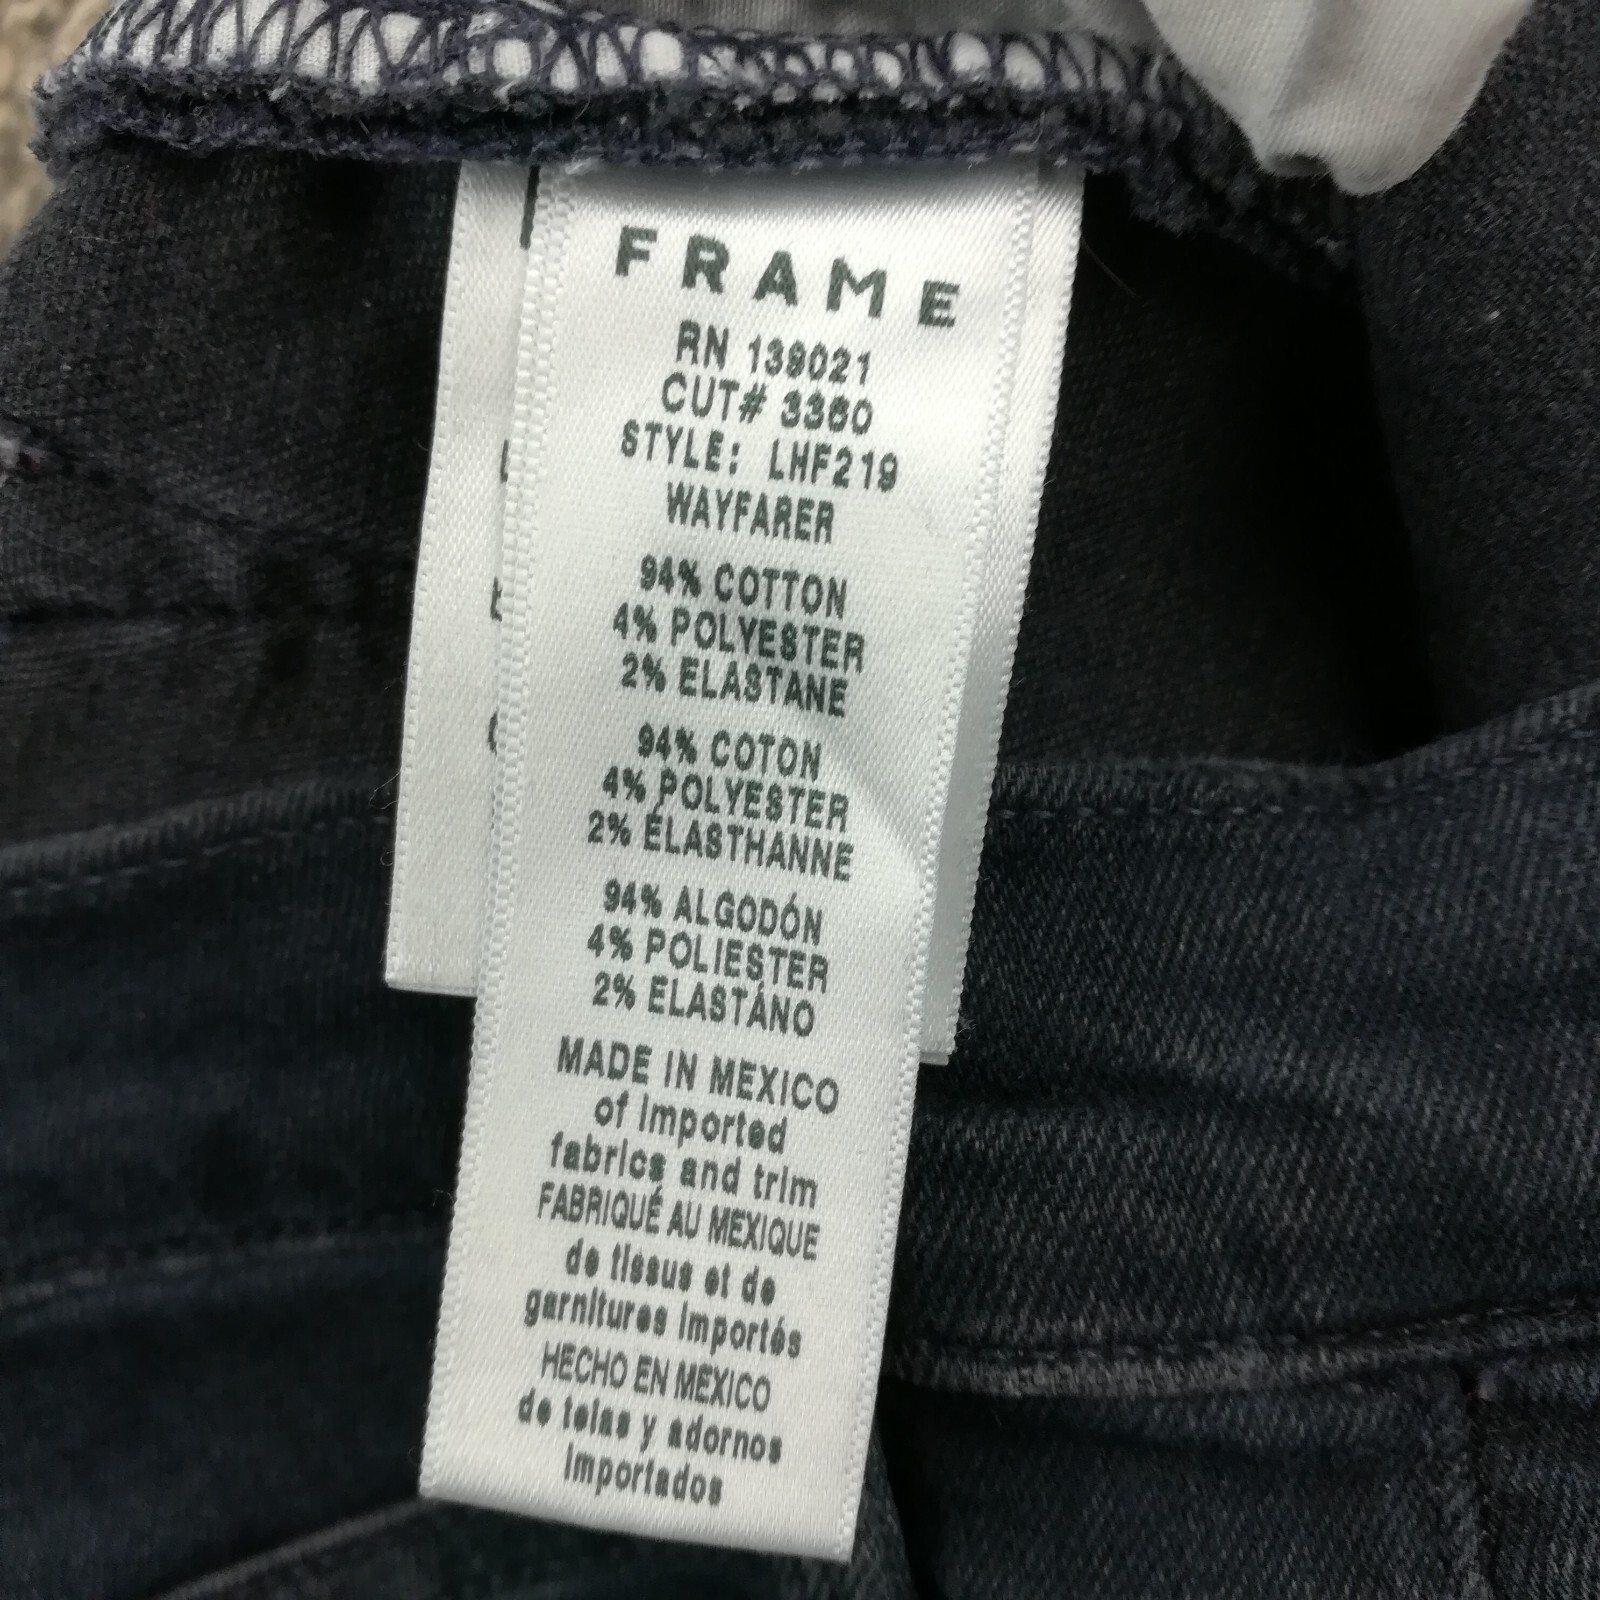 FRAME
RN 139021
CUT# 3360
STYLE: LHF219
WAYFARER
94% COTTON
4% POLYESTER
2% ELASTANE
94% COTON
4% POLYESTER
2% ÉLASTHANNE
94% ALGODÓN
4% POLIESTER
2% ELASTÁNO
MADE IN MEXICO
of imported
fabrics and trim
FABRIQUÉ AU MEXIQUE
de tissus et de
garnitures importés
HECHO EN MEXICO
de telas y adornos
importados